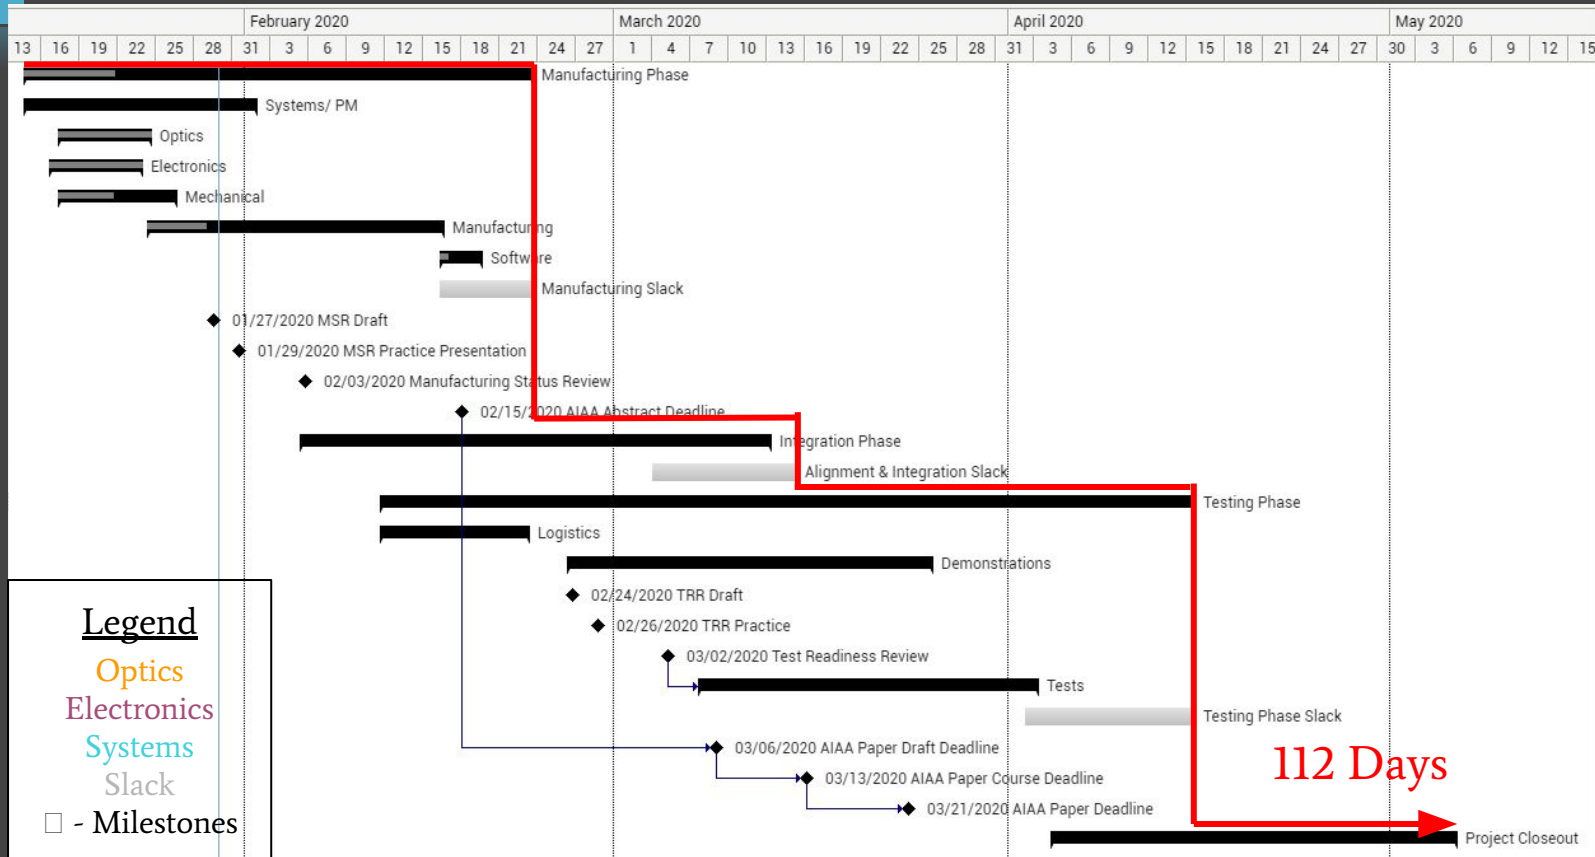 February 2020 March 2020 April 2020 May 2020
13 16 19 22 25 28 31 3 6 9 12 15 18 21 24 27 1 4 7 10 13 16 19 22 25 28 31 3 6 9 12 15 18 21 24 27 30 3 6 9 12 15
Manufacturing Phase
Systems/ PM
Optics
Electronics
Mechanical
Manufacturing
Software
Manufacturing Slack
01/27/2020 MSR Draft
01/29/2020 MSR Practice Presentation
02/03/2020 Manufacturing Status Review
02/15/2020 AIAA Abstract Deadline
Integration Phase
Alignment & Integration Slack
Testing Phase
Logistics
Demonstrations
02/24/2020 TRR Draft
02/26/2020 TRR Practice
03/02/2020 Test Readiness Review
Tests
Testing Phase Slack
03/06/2020 AIAA Paper Draft Deadline
03/13/2020 AIAA Paper Course Deadline
03/21/2020 AIAA Paper Deadline
Project Closeout
112 Days
Legend
Optics
Electronics
Systems
Slack
- Milestones